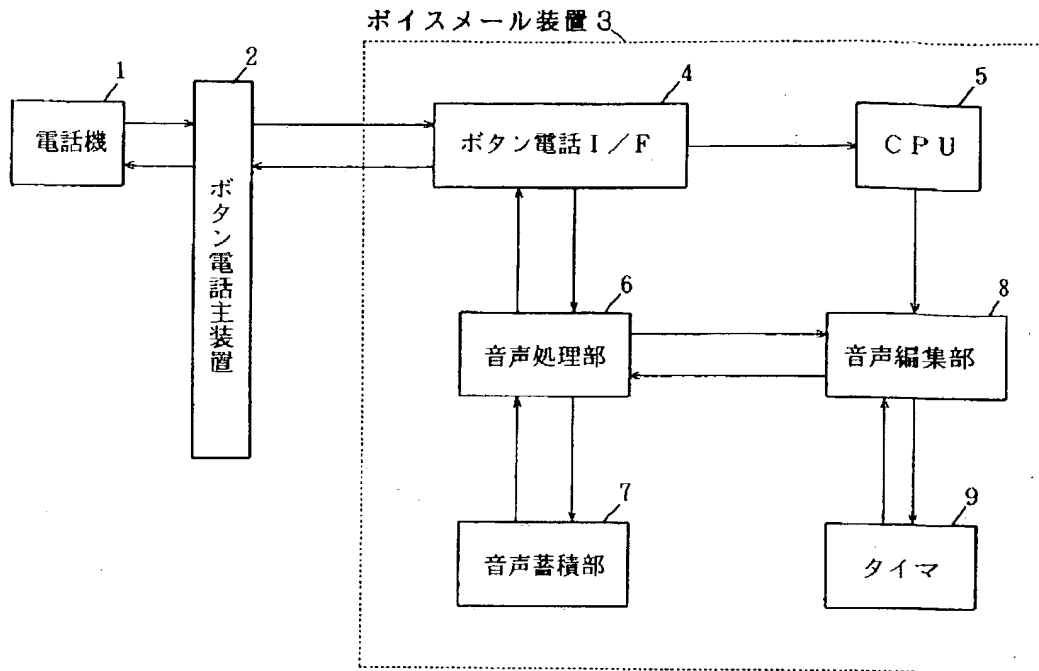 ボイスメール装置3
1
2
4
5
電話機
ボタン電話主装置
ボタン電話I/F
CPU
6
8
音声処理部
音声編集部
7
9
音声蓄積部
タイマ